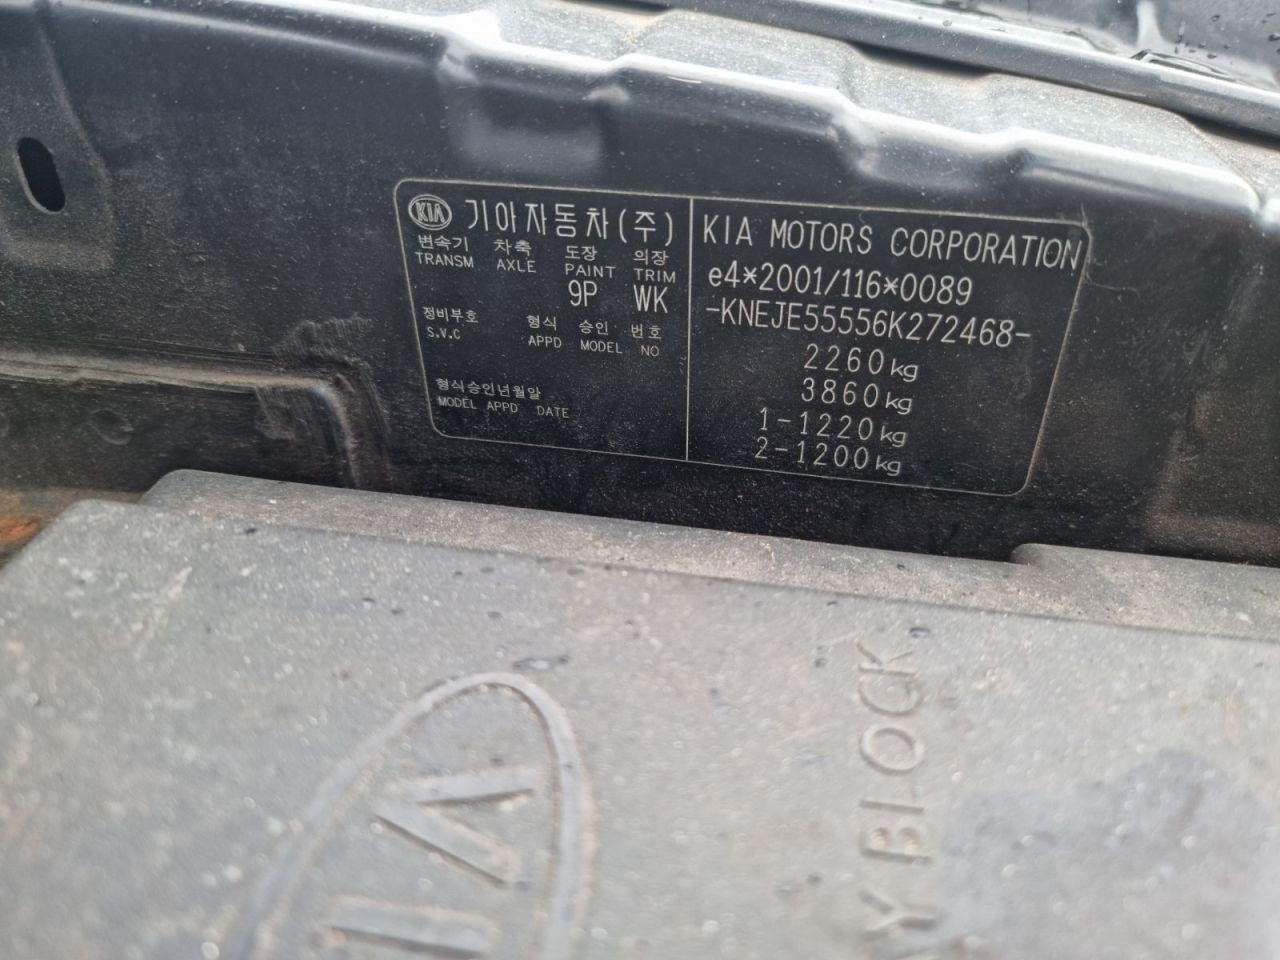 KIA 기아자동차(주)
변속기 차축 도장 의장
TRANSM AXLE PAINT TRIM
9P WK
정비부호 형식 승인 번호
S.V.C APPD MODEL NO
형식승인년월일
MODEL APPD DATE
KIA MOTORS CORPORATION
e4*2001/116*0089
-KNEJE55556K272468-
2260kg
3860kg
1-1220kg
2-1200kg
Y BLOCK